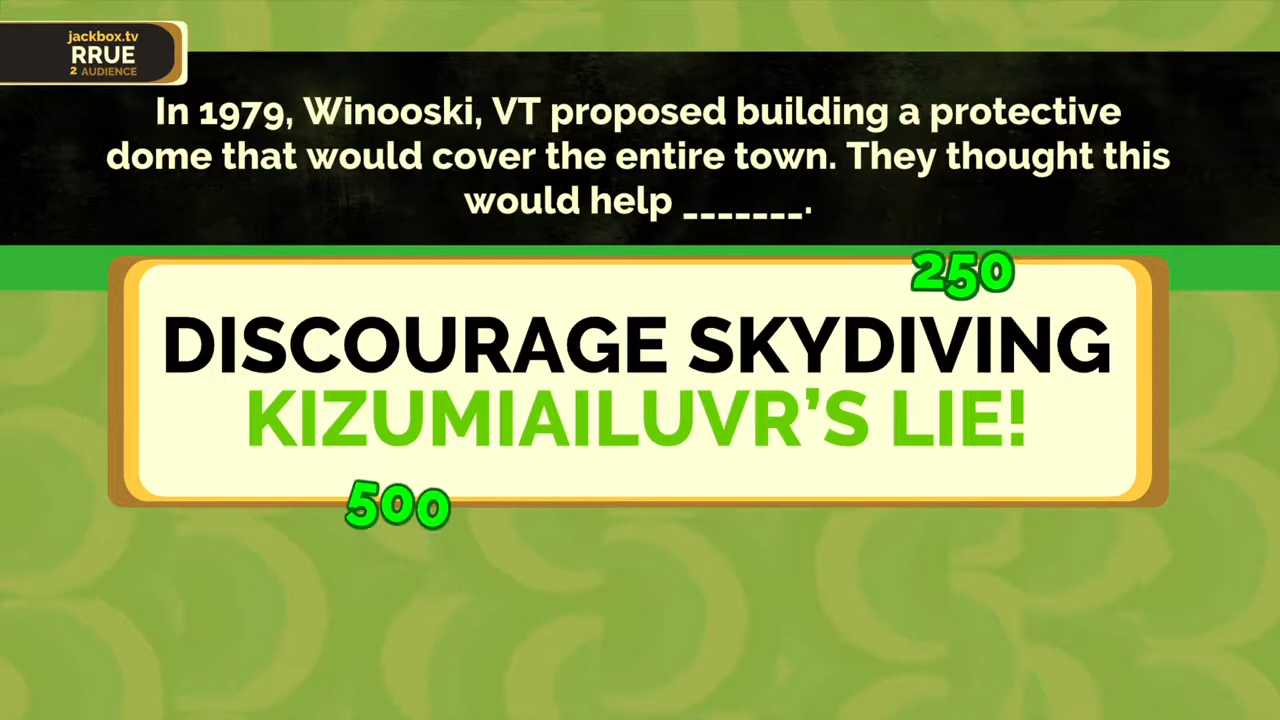 jackbox.tv
RRUE
2 AUDIENCE
In 1979, Winooski, VT proposed building a protective
dome that would cover the entire town. They thought this
would help _______.
250
DISCOURAGE SKYDIVING
KIZUMIAILUVR'S LIE!
500